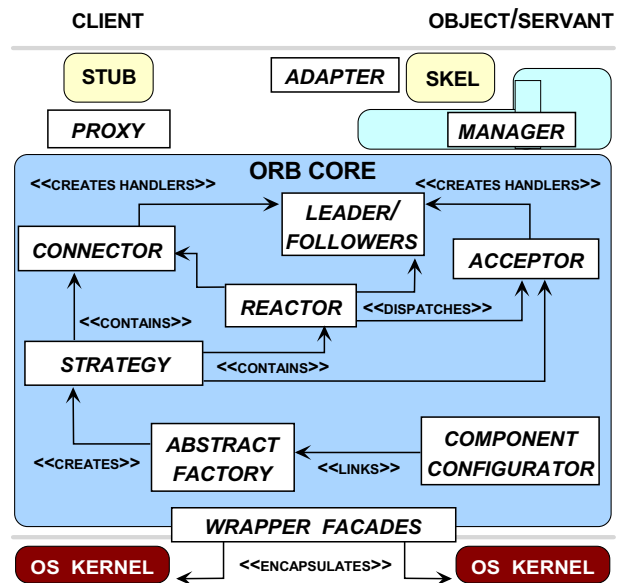 CLIENT
OBJECT/SERVANT
STUB
ADAPTER
SKEL
PROXY
MANAGER
ORB CORE
<<CREATES HANDLERS>>
<<CREATES HANDLERS>>
LEADER/
FOLLOWERS
CONNECTOR
ACCEPTOR
REACTOR
<<DISPATCHES>>
<<CONTAINS>>
STRATEGY
<<CONTAINS>>
ABSTRACT
FACTORY
COMPONENT
CONFIGURATOR
<<CREATES>>
<<LINKS>>
WRAPPER FACADES
OS KERNEL
<<ENCAPSULATES>>
OS KERNEL